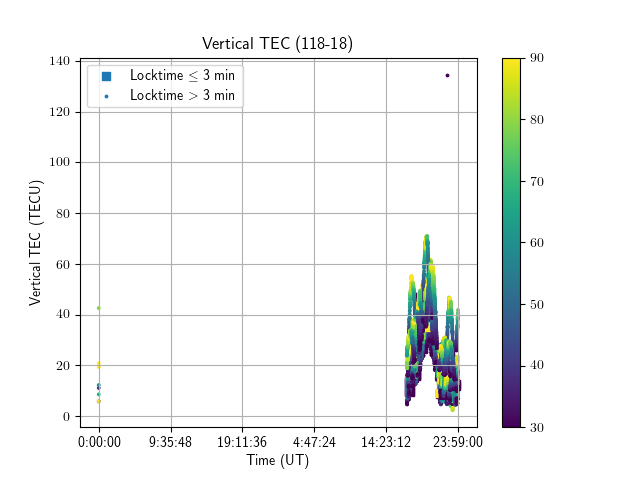 Vertical TEC (118-18)
Locktime ≤ 3 min
Locktime > 3 min
Vertical TEC (TECU)
140
120
100
80
60
40
20
0
0:00:00 9:35:48 19:11:36 4:47:24 14:23:12 23:59:00
Time (UT)
90
80
70
60
50
40
30